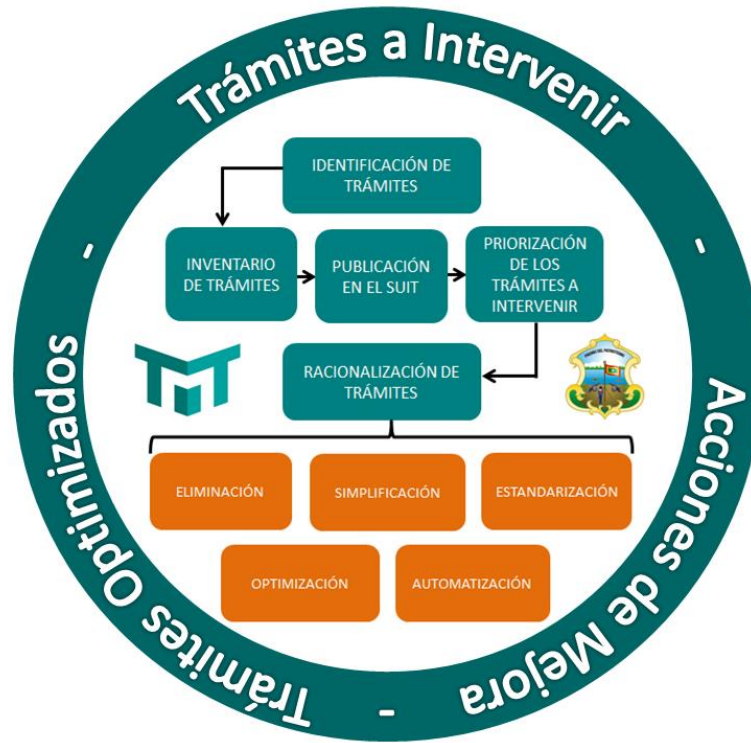 Trámites a Intervenir
-
Acciones de Mejora
-
Trámites Optimizados
-
IDENTIFICACIÓN DE
TRÁMITES
INVENTARIO
DE TRÁMITES
PUBLICACIÓN
EN EL SUIT
PRIORIZACIÓN
DE LOS
TRÁMITES A
INTERVENIR
RACIONALIZACIÓN DE
TRÁMITES
ELIMINACIÓN
SIMPLIFICACIÓN
ESTANDARIZACIÓN
OPTIMIZACIÓN
AUTOMATIZACIÓN